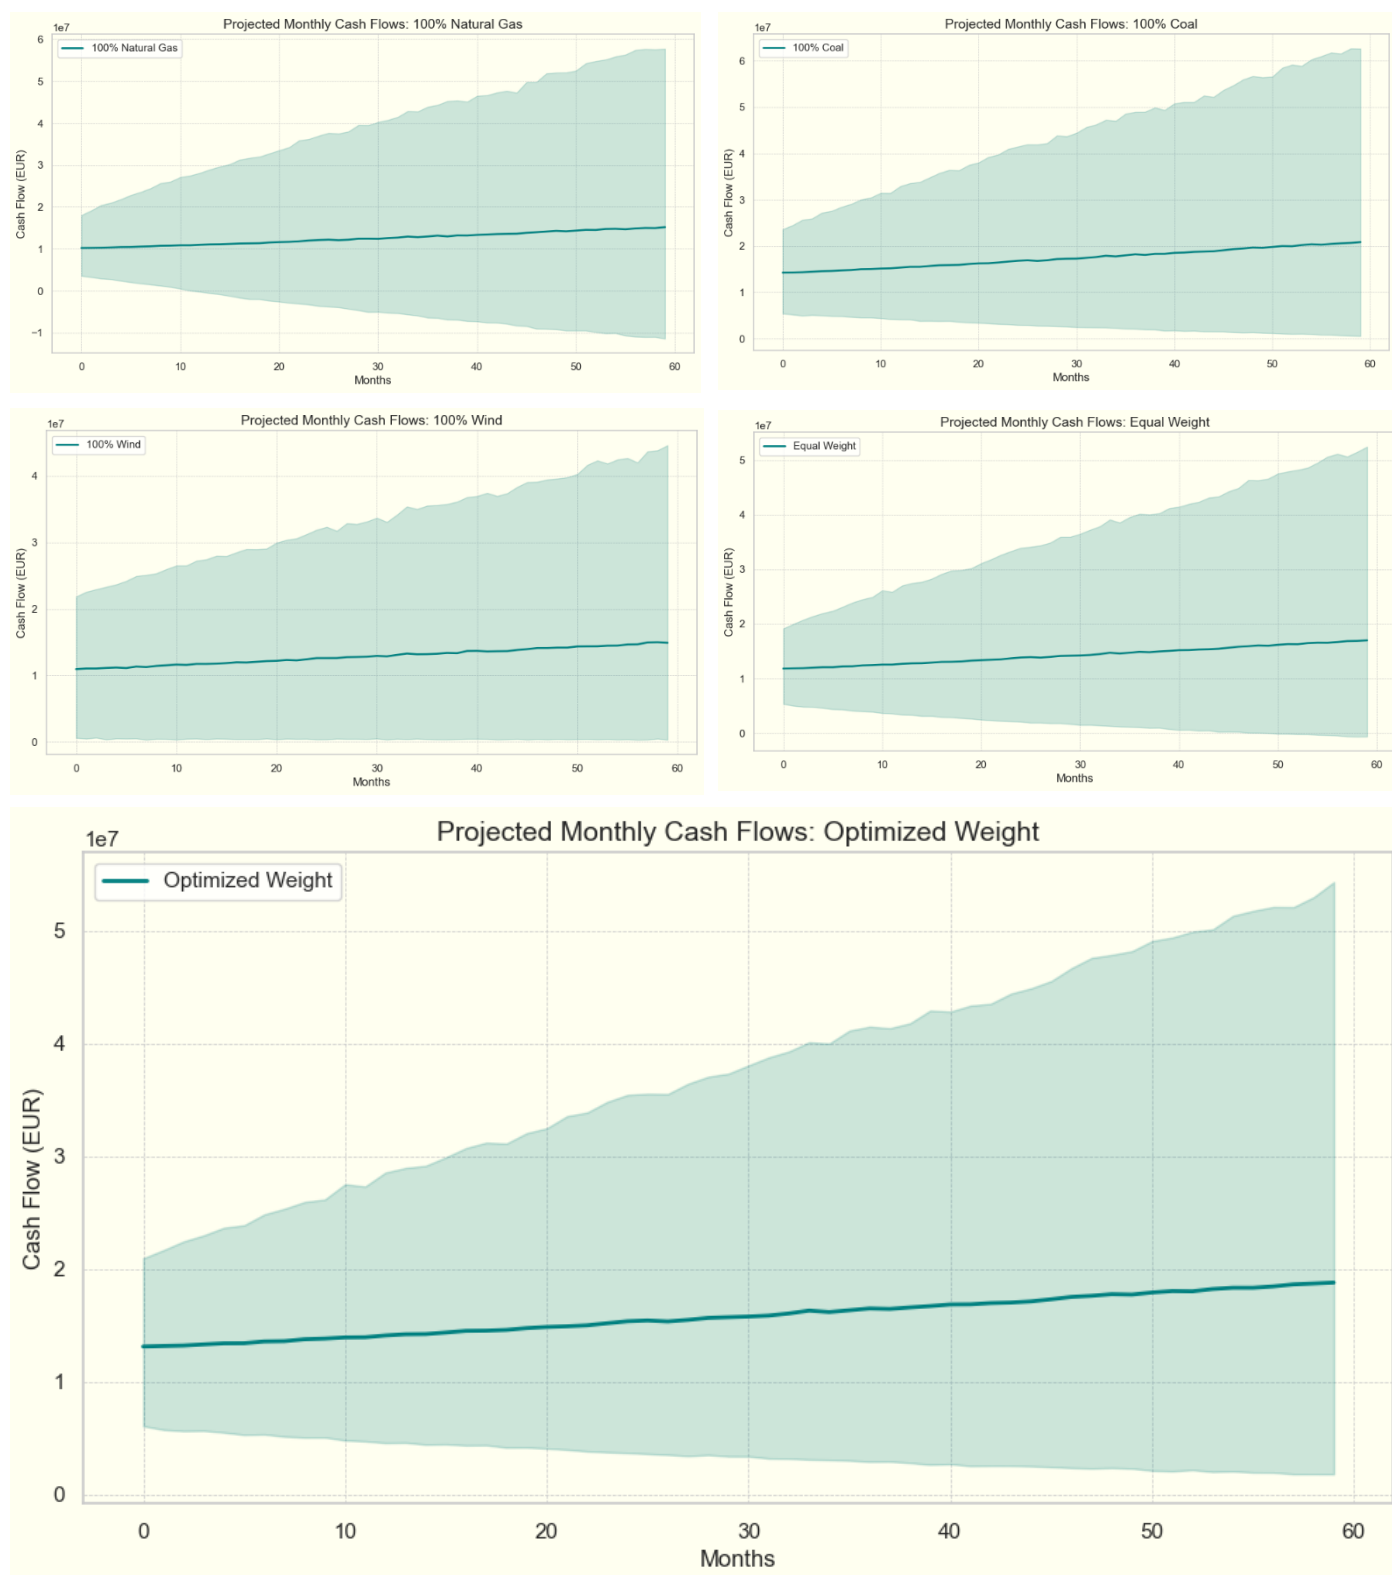 Projected Monthly Cash Flows: 100% Natural Gas
1e7
100% Natural Gas
6
5
4
3
2
1
0
−1
Cash Flow (EUR)
0 10 20 30 40 50 60
Months
Projected Monthly Cash Flows: 100% Coal
1e7
100% Coal
6
5
4
3
2
1
0
Cash Flow (EUR)
0 10 20 30 40 50 60
Months
Projected Monthly Cash Flows: 100% Wind
1e7
100% Wind
4
3
2
1
0
Cash Flow (EUR)
0 10 20 30 40 50 60
Months
Projected Monthly Cash Flows: Equal Weight
1e7
Equal Weight
5
4
3
2
1
0
Cash Flow (EUR)
0 10 20 30 40 50 60
Months
Projected Monthly Cash Flows: Optimized Weight
1e7
Optimized Weight
5
4
3
2
1
0
Cash Flow (EUR)
0 10 20 30 40 50 60
Months